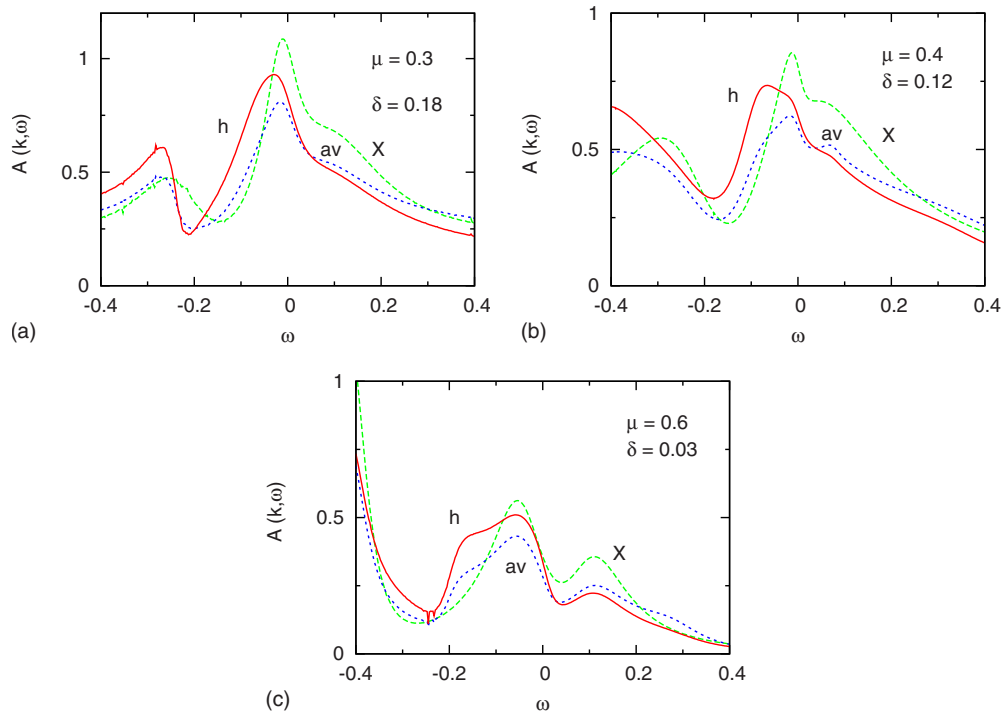 1
0.5
0
A (k,ω)
μ = 0.3
δ = 0.18
h
av
X
-0.4
-0.2
0
0.2
0.4
ω
(a)
1
0.5
0
A (k,ω)
μ = 0.4
δ = 0.12
h
av
X
-0.4
-0.2
0
0.2
0.4
ω
(b)
1
0.5
0
A (k,ω)
μ = 0.6
δ = 0.03
h
av
X
-0.4
-0.2
0
0.2
0.4
ω
(c)